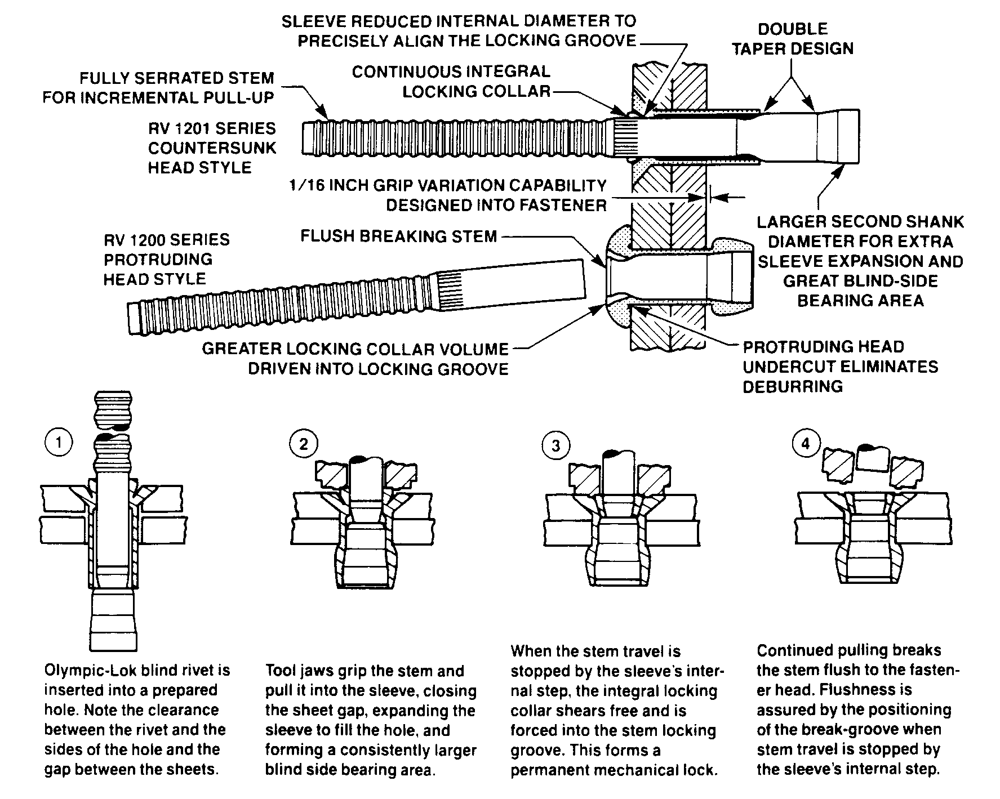 SLEEVE REDUCED INTERNAL DIAMETER TO
PRECISELY ALIGN THE LOCKING GROOVE
DOUBLE
TAPER DESIGN
CONTINUOUS INTEGRAL
LOCKING COLLAR
FULLY SERRATED STEM
FOR INCREMENTAL PULL-UP
RV 1201 SERIES
COUNTERSUNK
HEAD STYLE
1/16 INCH GRIP VARIATION CAPABILITY
DESIGNED INTO FASTENER
LARGER SECOND SHANK
DIAMETER FOR EXTRA
SLEEVE EXPANSION AND
GREAT BLIND-SIDE
BEARING AREA
FLUSH BREAKING STEM
RV 1200 SERIES
PROTRUDING
HEAD STYLE
GREATER LOCKING COLLAR VOLUME
DRIVEN INTO LOCKING GROOVE
PROTRUDING HEAD
UNDERCUT ELIMINATES
DEBURRING
1
Olympic-Lok blind rivet is
inserted into a prepared
hole. Note the clearance
between the rivet and the
sides of the hole and the
gap between the sheets.
2
Tool jaws grip the stem and
pull it into the sleeve, closing
the sheet gap, expanding the
sleeve to fill the hole, and
forming a consistently larger
blind side bearing area.
3
When the stem travel is
stopped by the sleeve's inter-
nal step, the integral locking
collar shears free and is
forced into the stem locking
groove. This forms a
permanent mechanical lock.
4
Continued pulling breaks
the stem flush to the fasten-
er head. Flushness is
assured by the positioning
of the break-groove when
stem travel is stopped by
the sleeve's internal step.